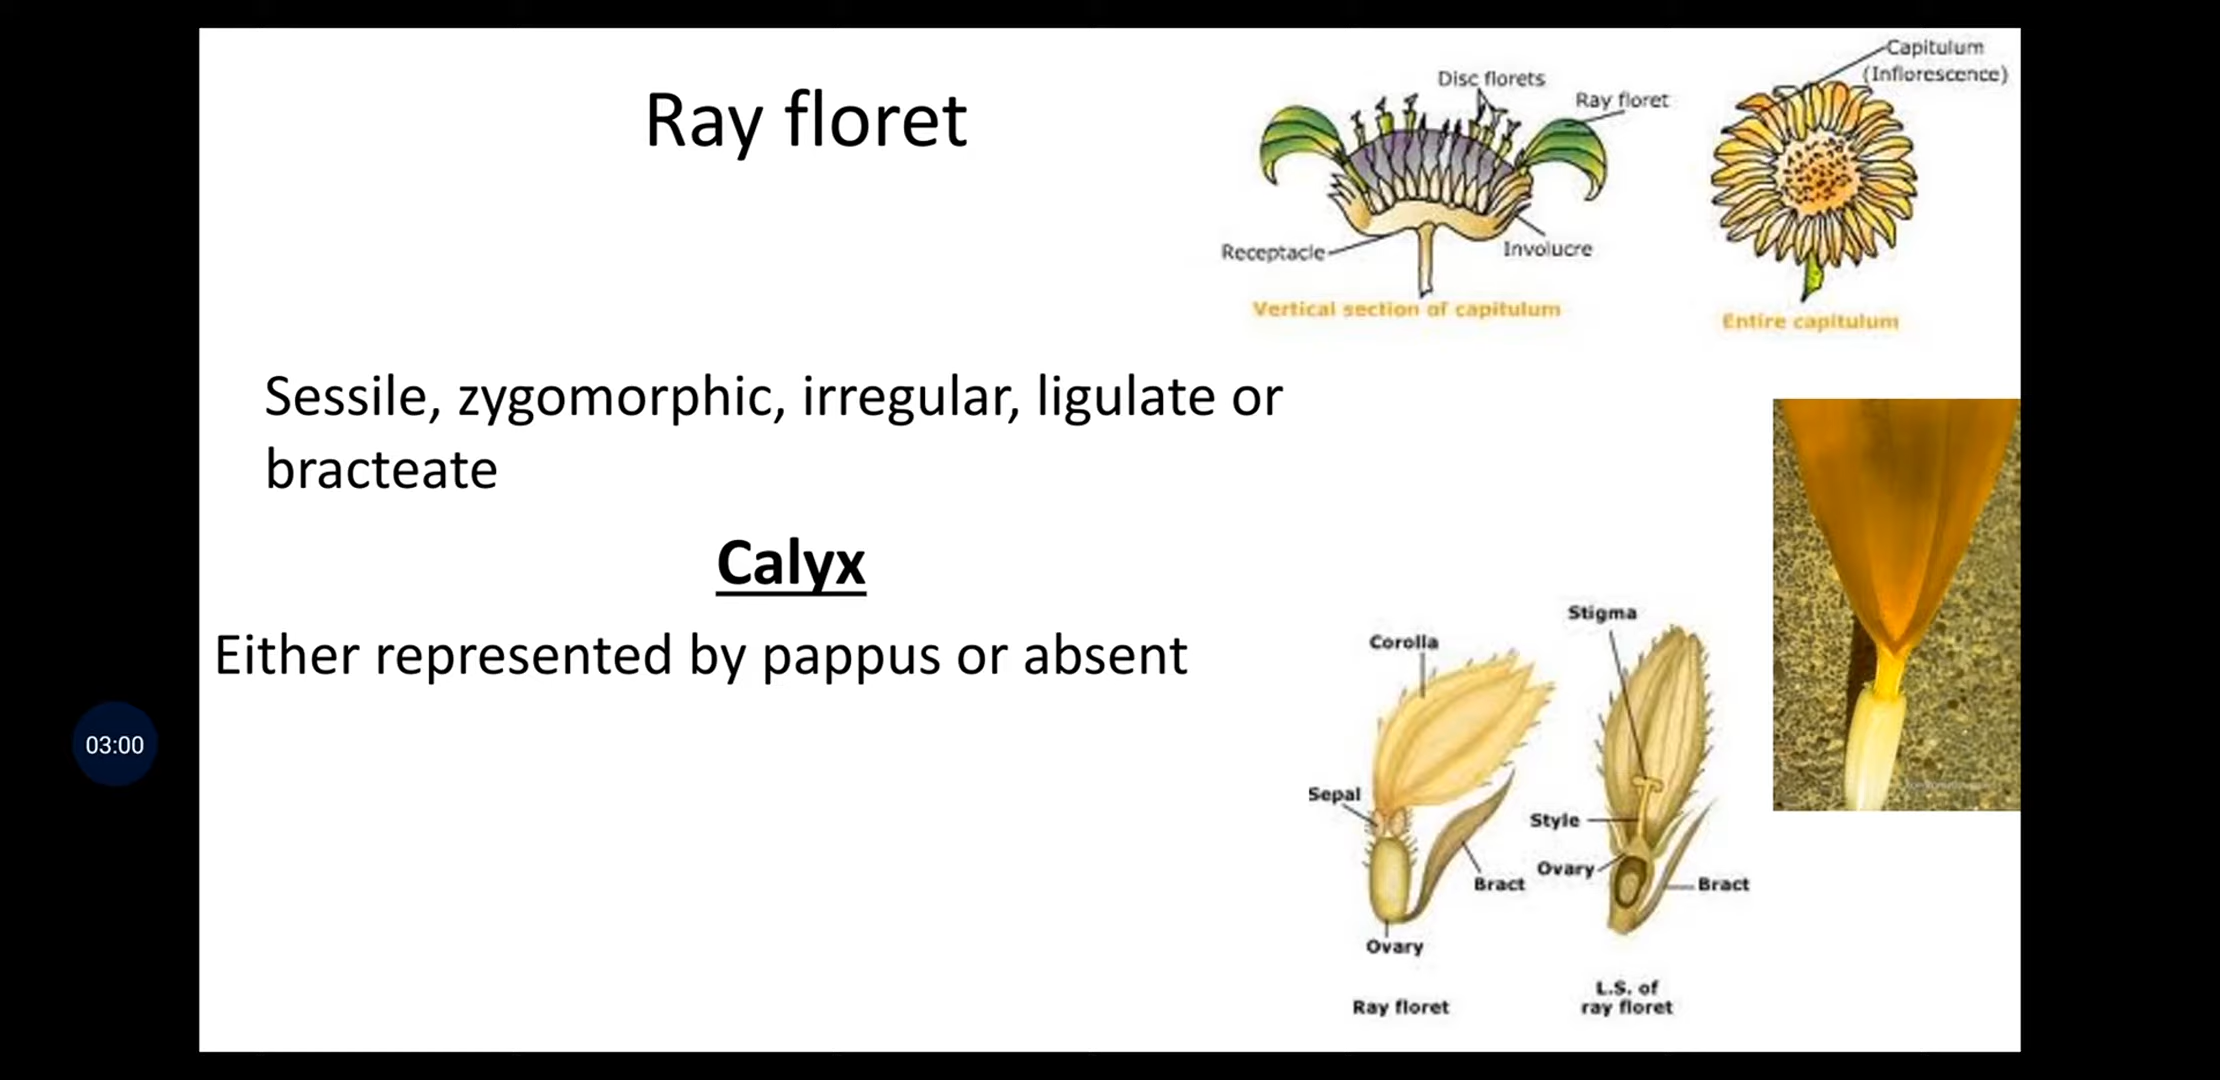 Ray floret
Disc florets
Ray floret
Receptacle
Involucre
Vertical section of capitulum
Capitulum
(Inflorescence)
Entire capitulum
Sessile, zygomorphic, irregular, ligulate or
bracteate
Calyx
Either represented by pappus or absent
03:00
Corolla
Sepal
Bract
Ovary
Ray floret
Stigma
Style
Ovary
Bract
L.S. of
ray floret